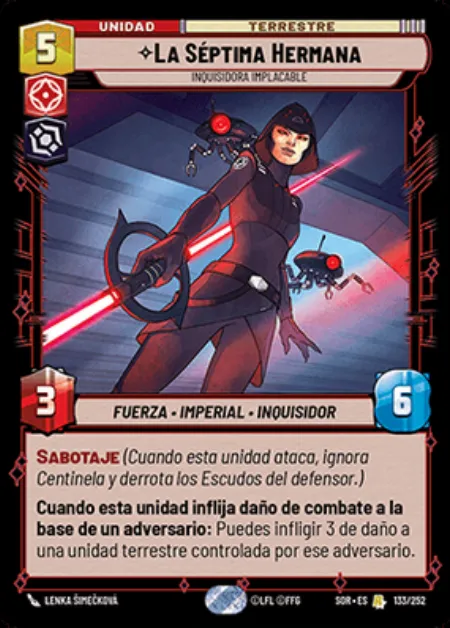 UNIDAD
TERRESTRE
5
LA SÉPTIMA HERMANA
INQUISIDORA IMPLACABLE
3
FUERZA • IMPERIAL • INQUISIDOR
6
SABOTAJE (Cuando esta unidad ataca, ignora
Centinela y derrota los Escudos del defensor.)
Cuando esta unidad inflija daño de combate a la
base de un adversario: Puedes infligir 3 de daño a
una unidad terrestre controlada por ese adversario.
LENKA ŠIMEČKOVÁ
©LFL ©FFG
SOR • ES
R
133/252